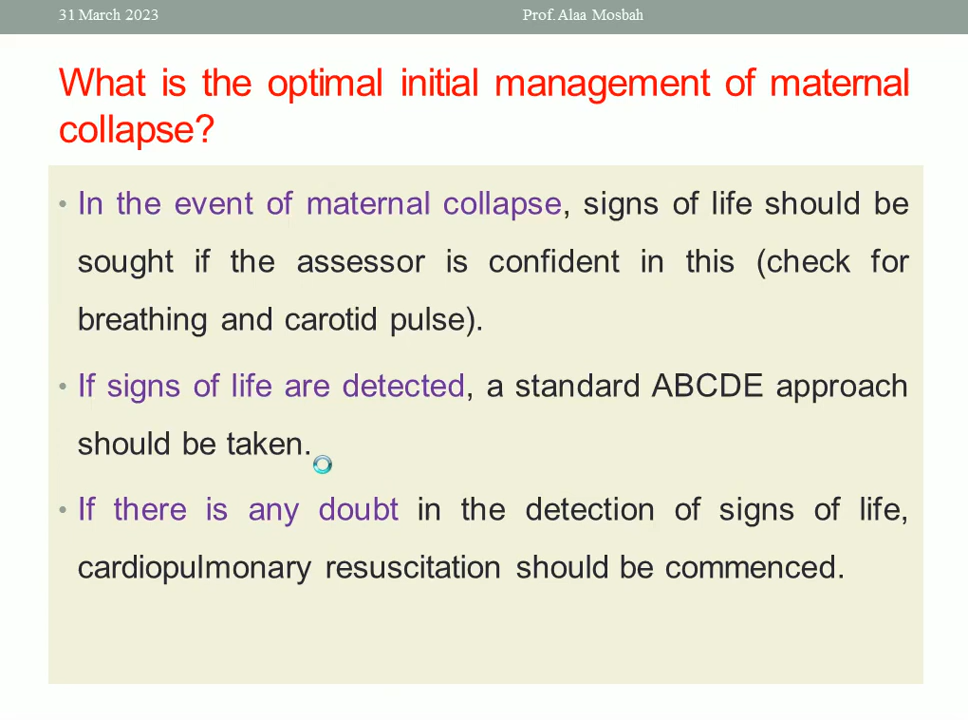 31 March 2023 Prof. Alaa Mosbah
What is the optimal initial management of maternal
collapse?
• In the event of maternal collapse, signs of life should be
sought if the assessor is confident in this (check for
breathing and carotid pulse).
• If signs of life are detected, a standard ABCDE approach
should be taken.
• If there is any doubt in the detection of signs of life,
cardiopulmonary resuscitation should be commenced.